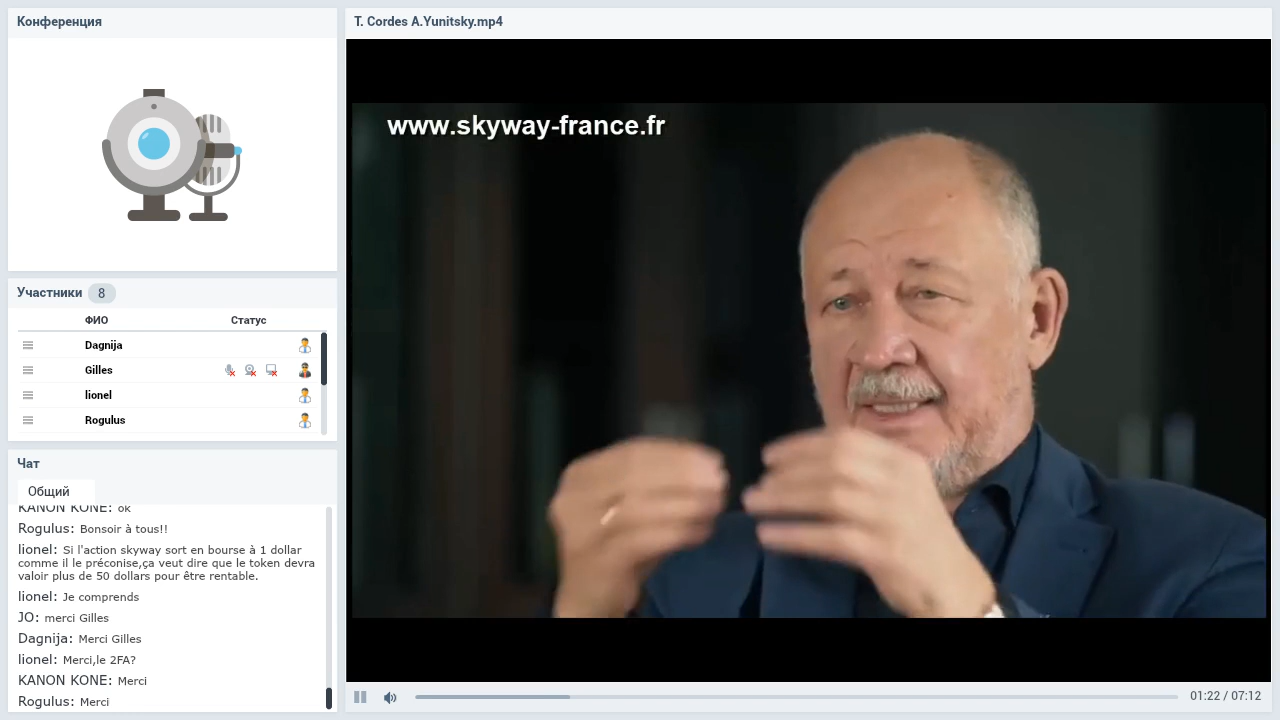 Конференция
T. Cordes A.Yunitsky.mp4
www.skyway-france.fr
Участники 8
ФИО Статус
Dagnija
Gilles
lionel
Rogulus
Чат
Общий
KANON KONE: ok
Rogulus: Bonsoir à tous!!
lionel: Si l'action skyway sort en bourse à 1 dollar
comme il le préconise,ça veut dire que le token devra
valoir plus de 50 dollars pour être rentable.
lionel: Je comprends
JO: merci Gilles
Dagnija: Merci Gilles
lionel: Merci,le 2FA?
KANON KONE: Merci
Rogulus: Merci
01:22 / 07:12